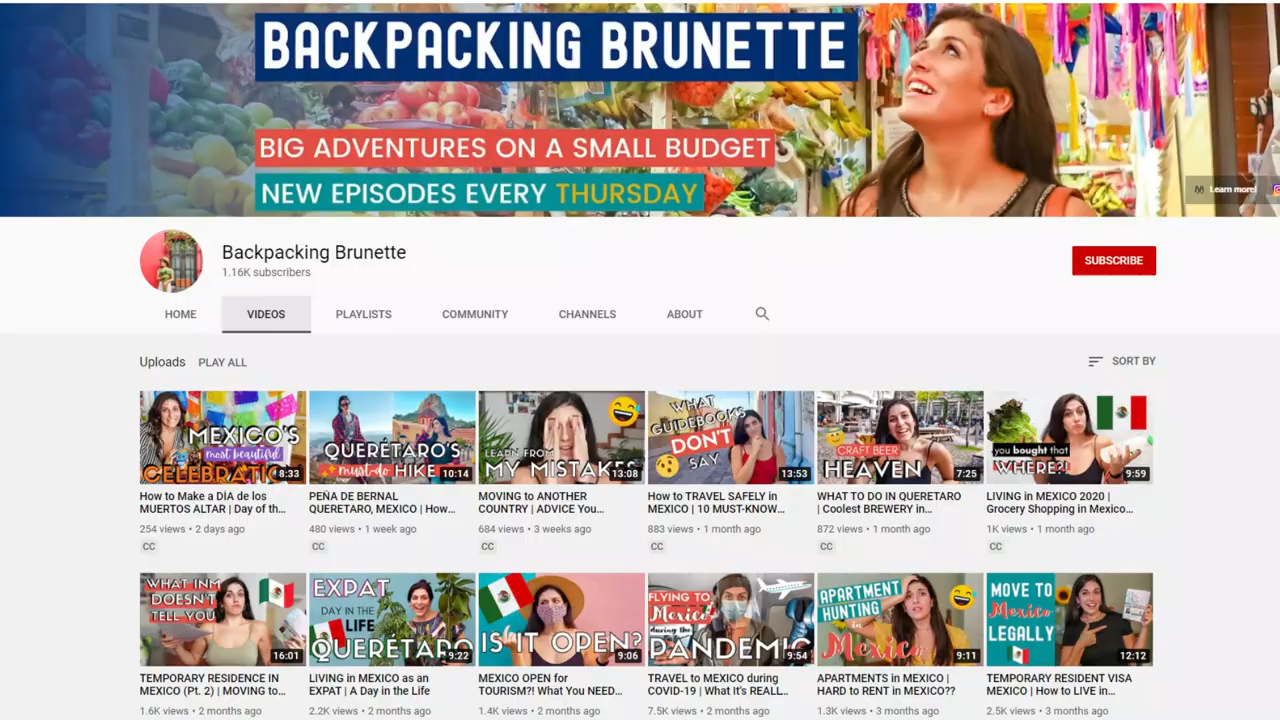 BACKPACKING BRUNETTE
BIG ADVENTURES ON A SMALL BUDGET
NEW EPISODES EVERY THURSDAY
Learn more!
Backpacking Brunette
1.16K subscribers
SUBSCRIBE
HOME VIDEOS PLAYLISTS COMMUNITY CHANNELS ABOUT
Uploads PLAY ALL SORT BY
MEXICO'S
most beautiful
CELEBRATIO
8:33
How to Make a DÍA de los
MUERTOS ALTAR | Day of th...
254 views • 2 days ago
CC
QUERÉTARO'S
must-do HIKE
10:14
PEÑA DE BERNAL
QUERETARO, MEXICO | How...
480 views • 1 week ago
CC
LEARN FROM
MY MISTAKES
13:08
MOVING to ANOTHER
COUNTRY | ADVICE You...
684 views • 3 weeks ago
CC
WHAT
GUIDEBOOKS
DON'T
SAY
13:53
How to TRAVEL SAFELY in
MEXICO | 10 MUST-KNOW...
883 views • 1 month ago
CC
CRAFT BEER
HEAVEN
7:25
WHAT TO DO IN QUERETARO
| Coolest BREWERY in...
872 views • 1 month ago
CC
you bought that
WHERE?!
9:59
LIVING in MEXICO 2020 |
Grocery Shopping in Mexico...
1K views • 1 month ago
CC
WHAT INM
DOESN'T
TELL YOU
16:01
TEMPORARY RESIDENCE IN
MEXICO (Pt. 2) | MOVING to...
1.6K views • 2 months ago
EXPAT
DAY IN THE
LIFE
QUERÉTARO
9:22
LIVING in MEXICO as an
EXPAT | A Day in the Life
2.2K views • 2 months ago
IS IT OPEN?
9:06
MEXICO OPEN for
TOURISM?! What You NEED...
1.4K views • 2 months ago
FLYING TO
Mexico
during the
PANDEMIC
9:54
TRAVEL to MEXICO during
COVID-19 | What It's REALL...
7.5K views • 2 months ago
APARTMENT
HUNTING
in
Mexico
9:11
APARTMENTS in MEXICO |
HARD to RENT in MEXICO??
1.3K views • 3 months ago
MOVE TO
Mexico
LEGALLY
12:12
TEMPORARY RESIDENT VISA
MEXICO | How to LIVE in...
2.5K views • 3 months ago